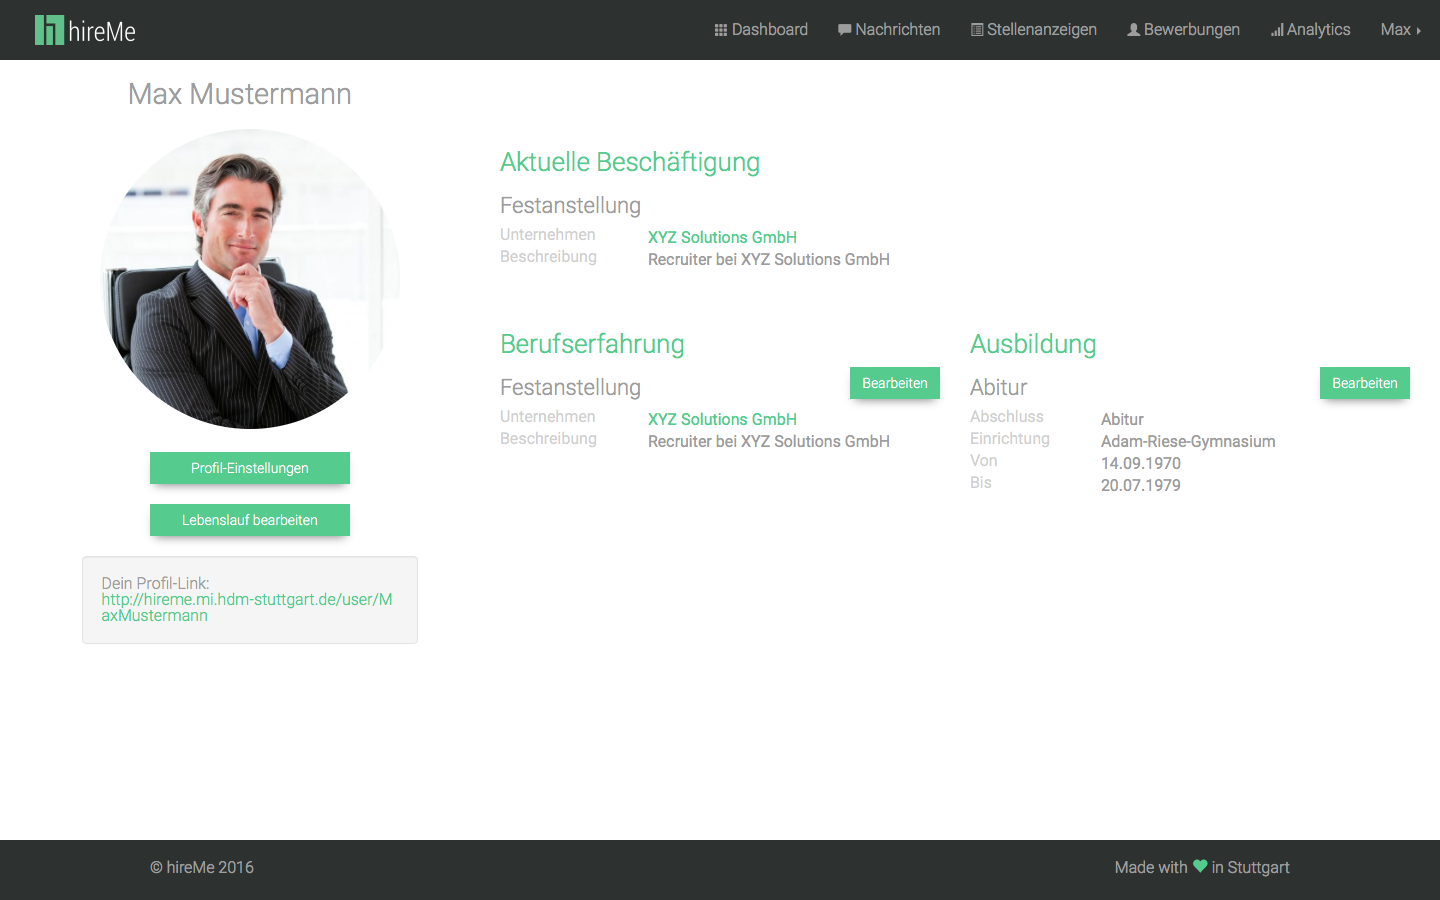 hireMe
Dashboard Nachrichten Stellenanzeigen Bewerbungen Analytics Max
Max Mustermann
Aktuelle Beschäftigung
Festanstellung
Unternehmen XYZ Solutions GmbH
Beschreibung Recruiter bei XYZ Solutions GmbH
Berufserfahrung
Bearbeiten
Festanstellung
Unternehmen XYZ Solutions GmbH
Beschreibung Recruiter bei XYZ Solutions GmbH
Ausbildung
Bearbeiten
Abitur
Abschluss Abitur
Einrichtung Adam-Riese-Gymnasium
Von 14.09.1970
Bis 20.07.1979
Profil-Einstellungen
Lebenslauf bearbeiten
Dein Profil-Link:
http://hireme.mi.hdm-stuttgart.de/user/M
axMustermann
© hireMe 2016
Made with ♥ in Stuttgart